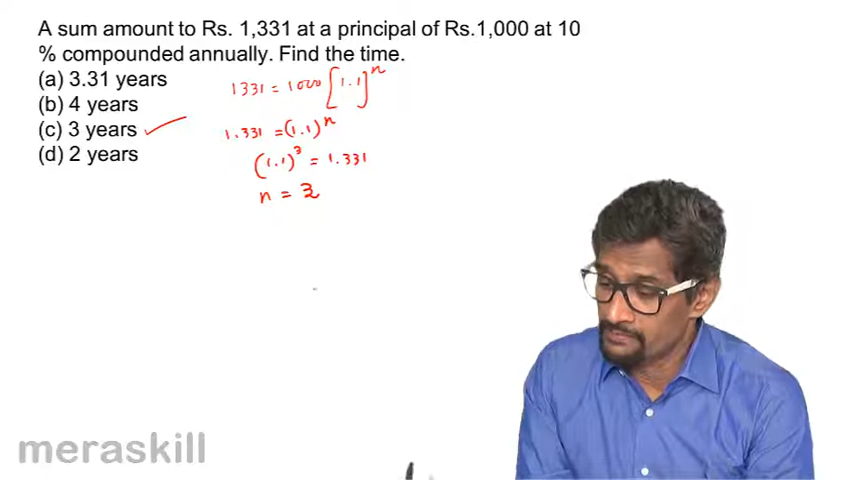 A sum amount to Rs. 1,331 at a principal of Rs.1,000 at 10
% compounded annually. Find the time.
(a) 3.31 years
(b) 4 years
(c) 3 years
(d) 2 years
1331 = 1000 [1.1]^n
1.331 = (1.1)^n
(1.1)^3 = 1.331
n = 3
meraskill